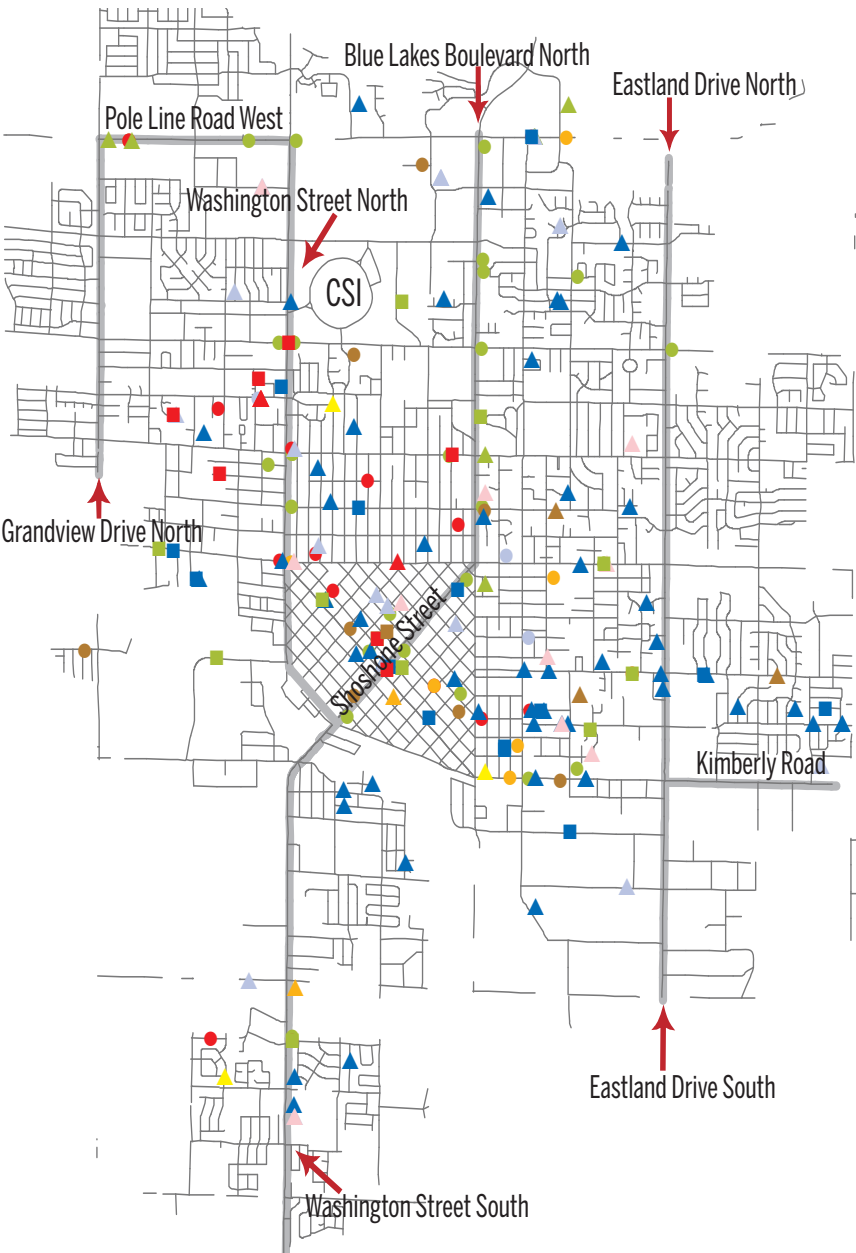 Blue Lakes Boulevard North
Eastland Drive North
Pole Line Road West
Washington Street North
CSI
Grandview Drive North
Shoshone Street
Kimberly Road
Eastland Drive South
Washington Street South